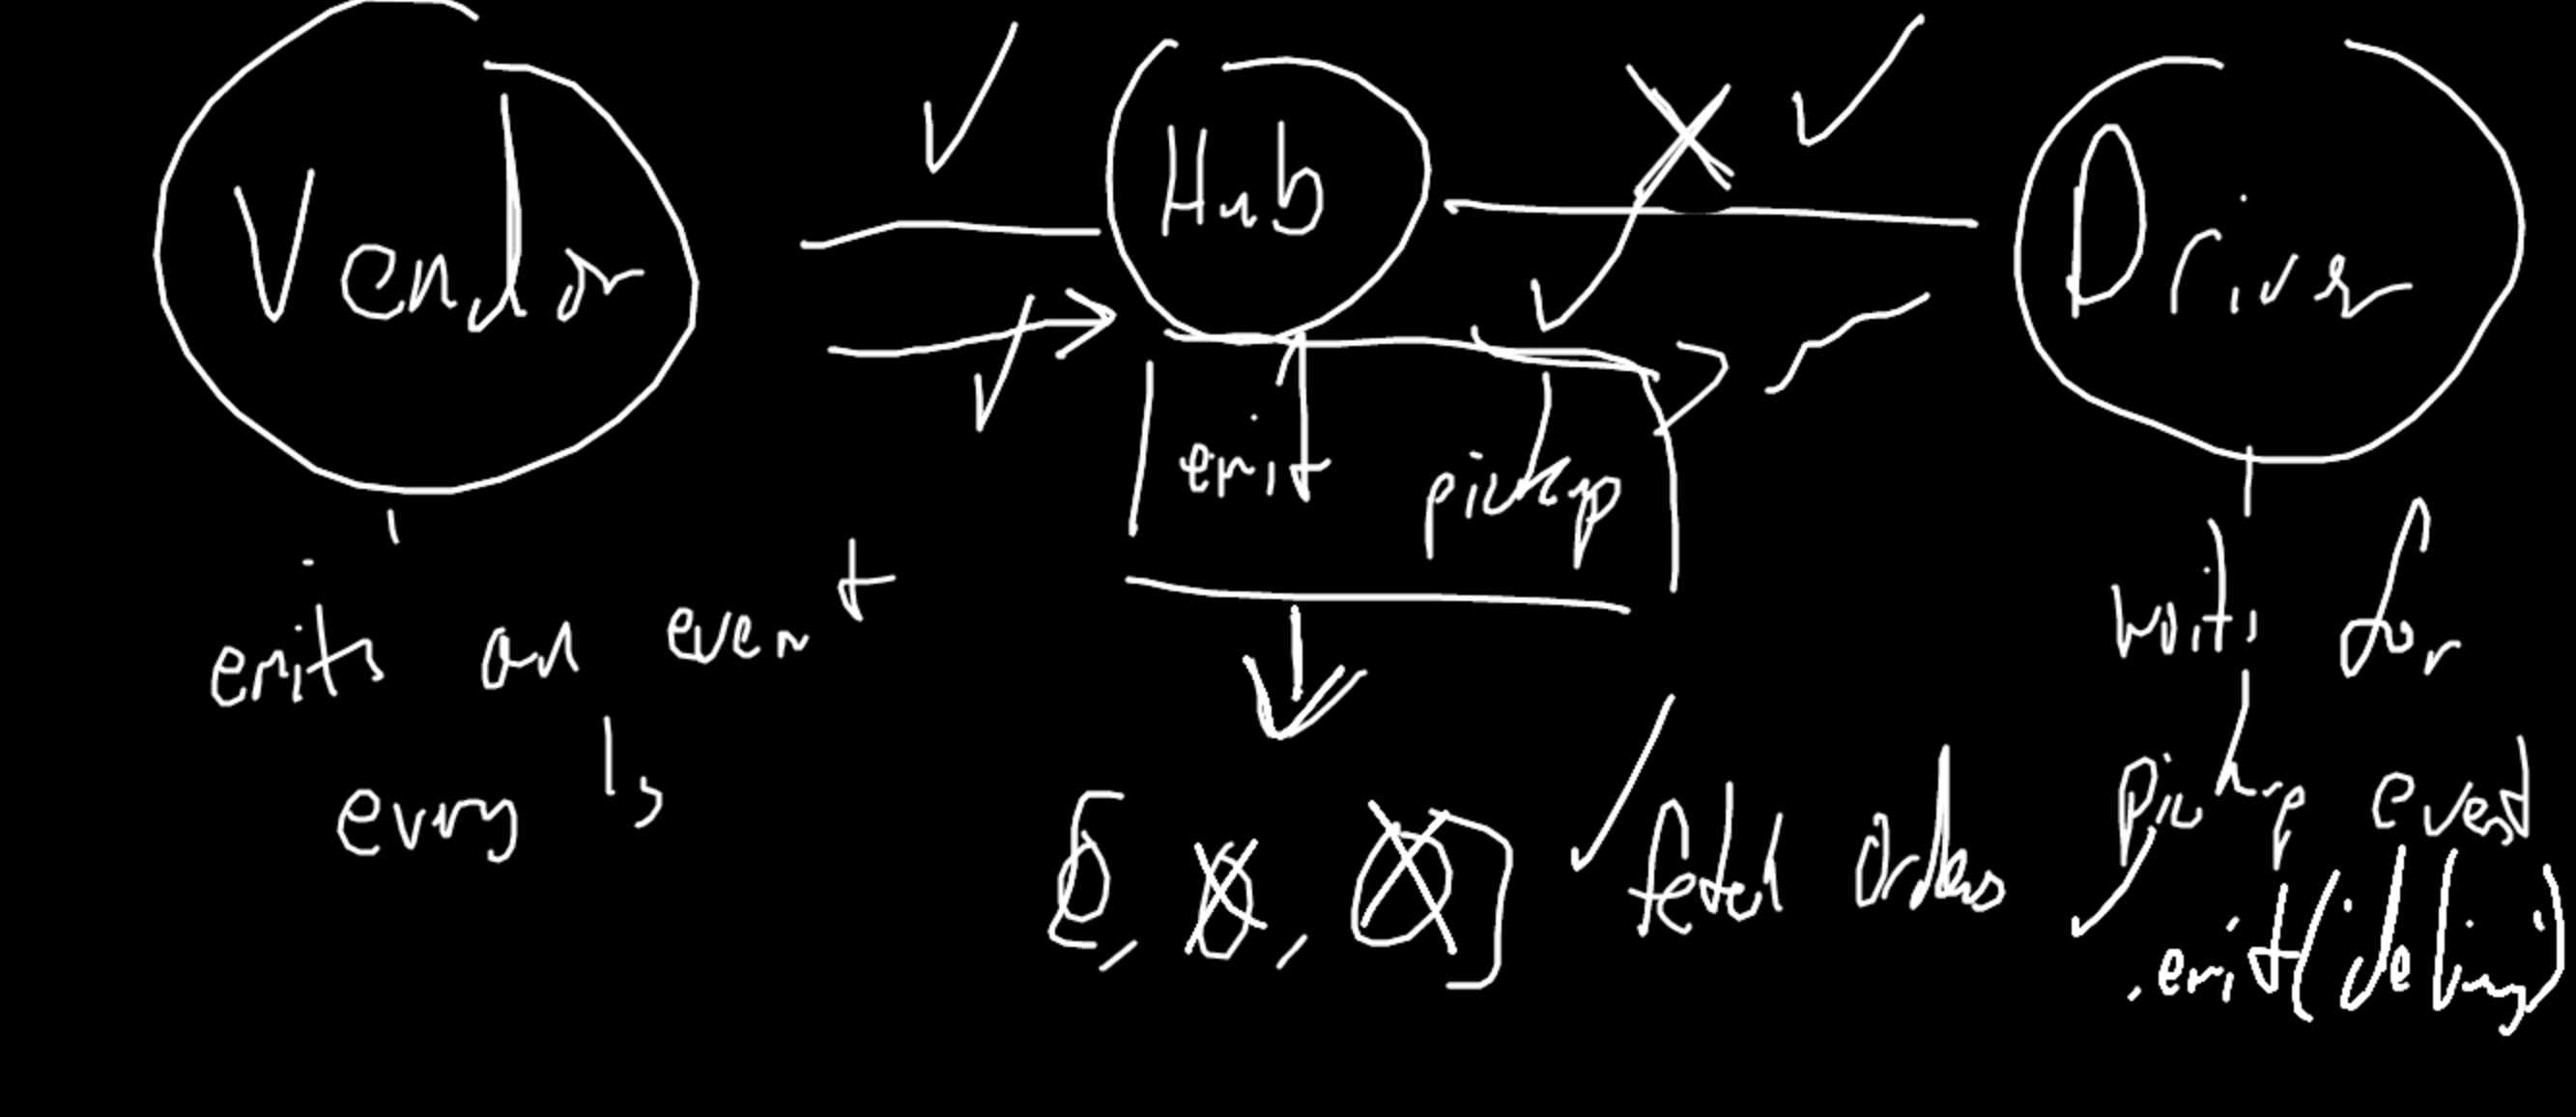 Vendor
Hub
Driver
emit
pickup
emits an event
every 1s
waits for
pickup event
.emit('delivery')
fetch orders
[0, 0, 0]